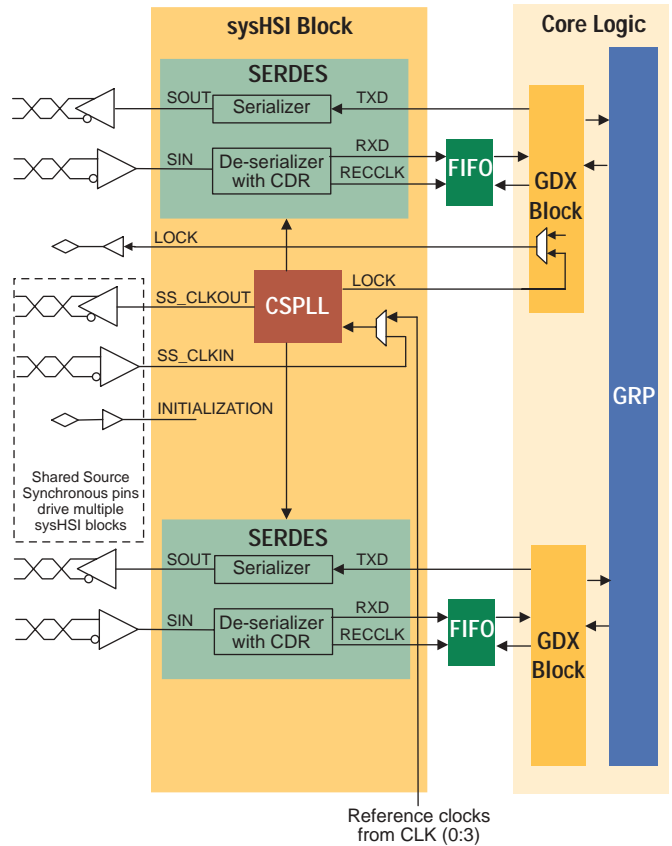 sysHSI Block
Core Logic
SERDES
SOUT
Serializer
TXD
SIN
De-serializer
with CDR
RXD
RECCLK
FIFO
GDX
Block
LOCK
SS_CLKOUT
CSPLL
LOCK
SS_CLKIN
INITIALIZATION
GRP
Shared Source
Synchronous pins
drive multiple
sysHSI blocks
SERDES
SOUT
Serializer
TXD
SIN
De-serializer
with CDR
RXD
RECCLK
FIFO
GDX
Block
Reference clocks
from CLK (0:3)